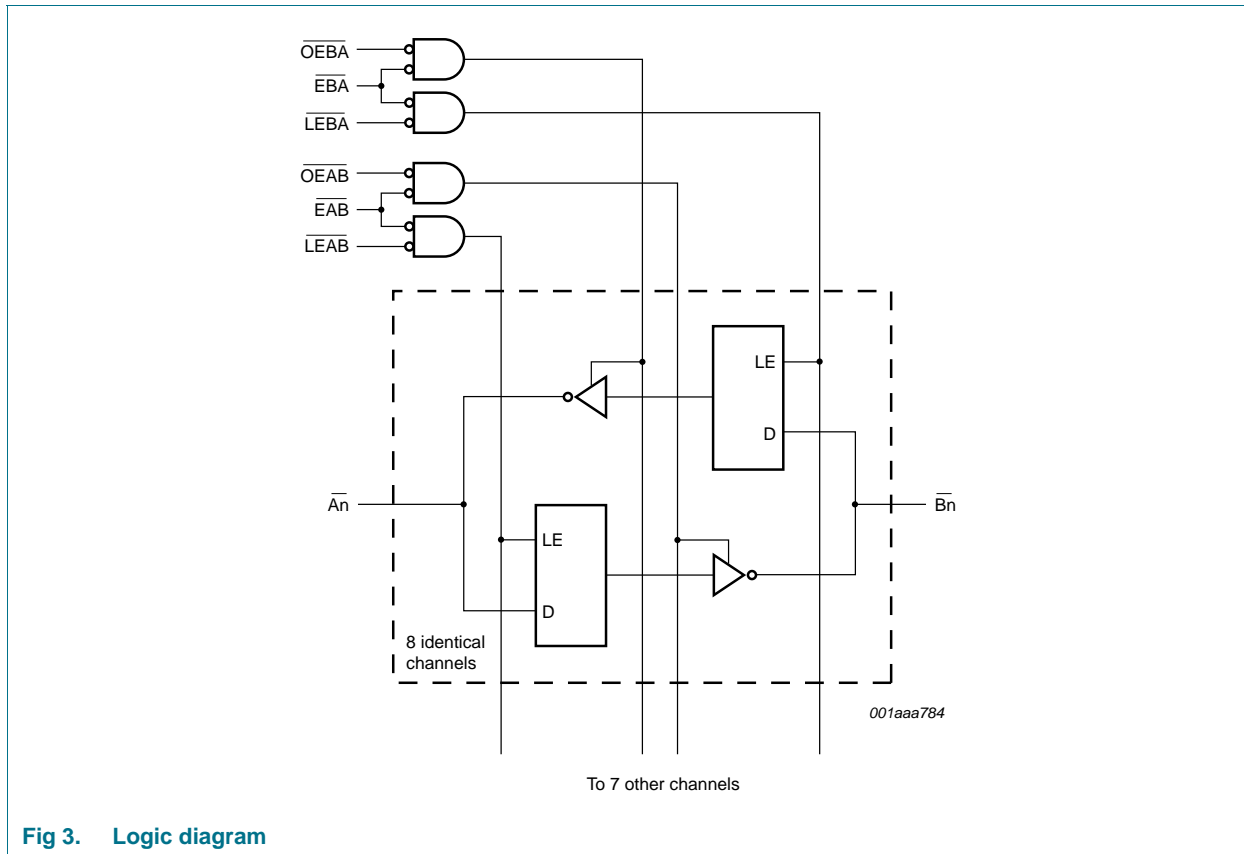 OEBA
EBA
LEBA
OEAB
EAB
LEAB
LE
D
An
Bn
LE
D
8 identical
channels
001aaa784
To 7 other channels
Fig 3. Logic diagram